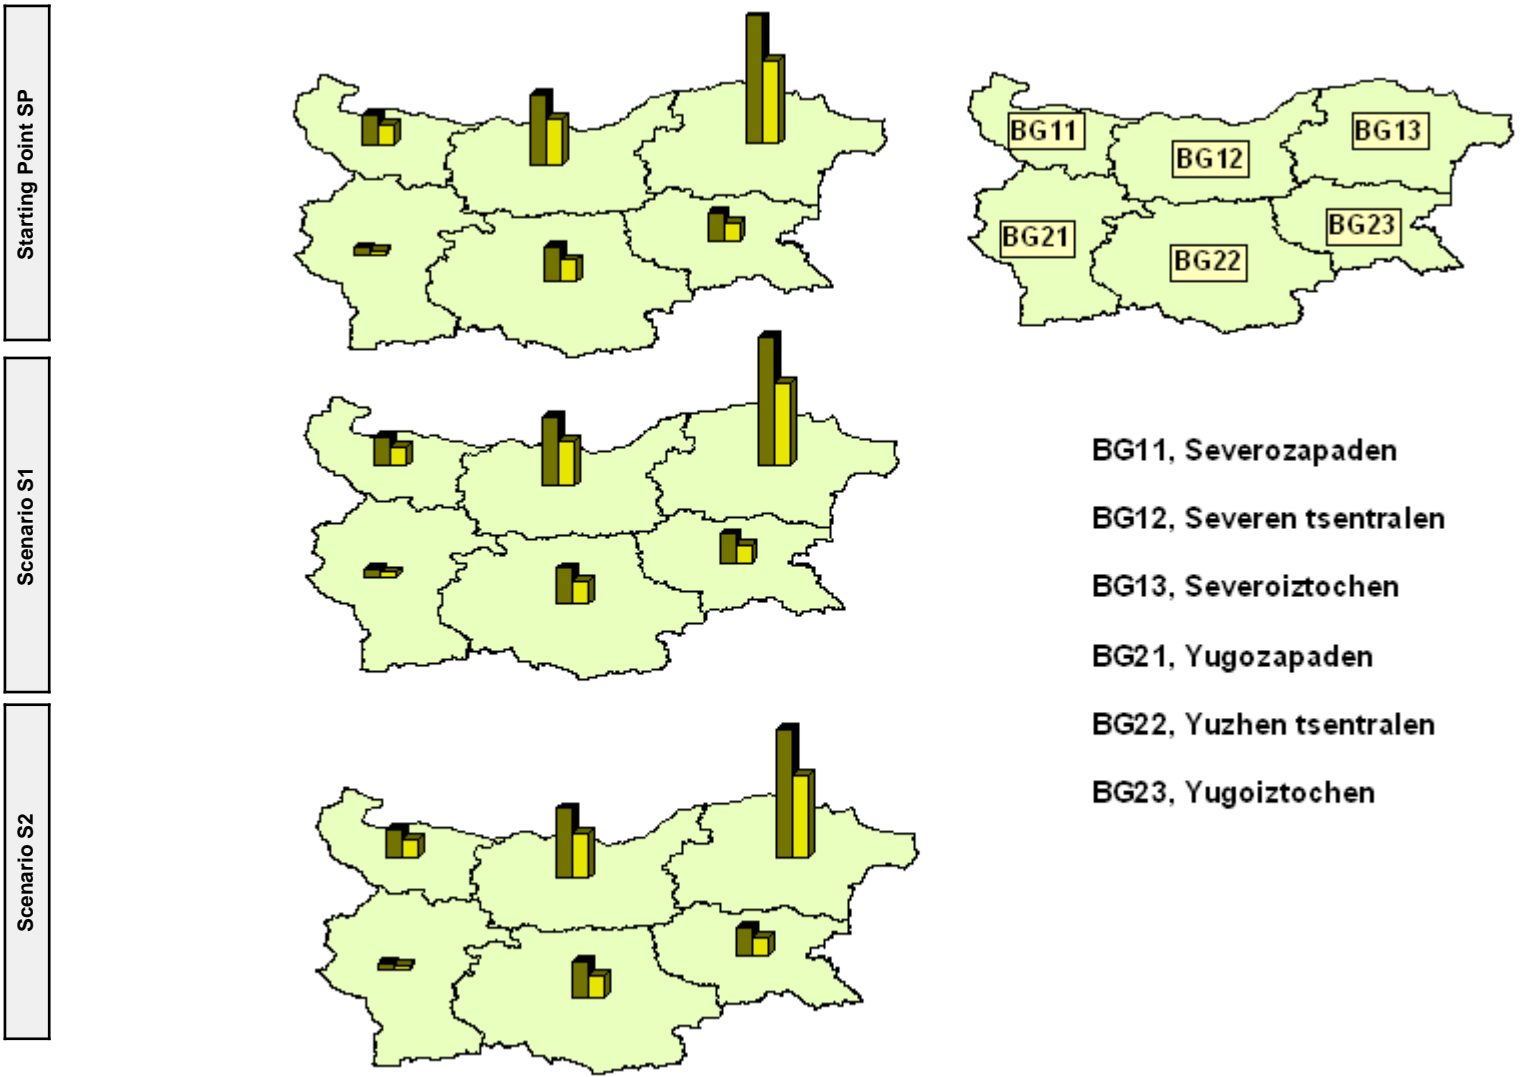 Starting Point SP
BG11
BG12
BG13
BG21
BG22
BG23
Scenario S1
BG11, Severozapaden
BG12, Severen tsentralen
BG13, Severoiztochen
BG21, Yugozapaden
BG22, Yuzhen tsentralen
BG23, Yugoiztochen
Scenario S2